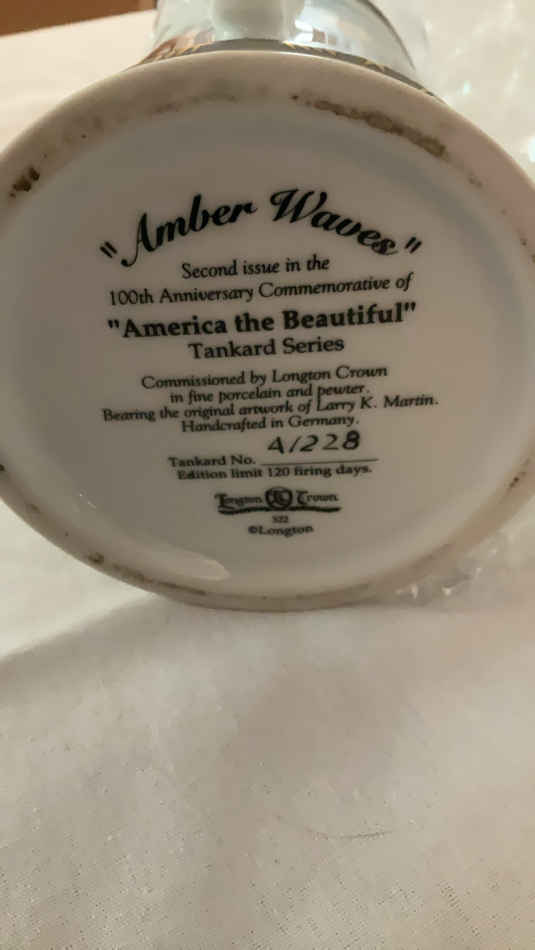 "Amber Waves"
Second issue in the
100th Anniversary Commemorative of
"America the Beautiful"
Tankard Series
Commissioned by Longton Crown
in fine porcelain and pewter.
Bearing the original artwork of Larry K. Martin.
Handcrafted in Germany.
Tankard No. A1228
Edition limit 120 firing days.
Longton Crown
522
©Longton